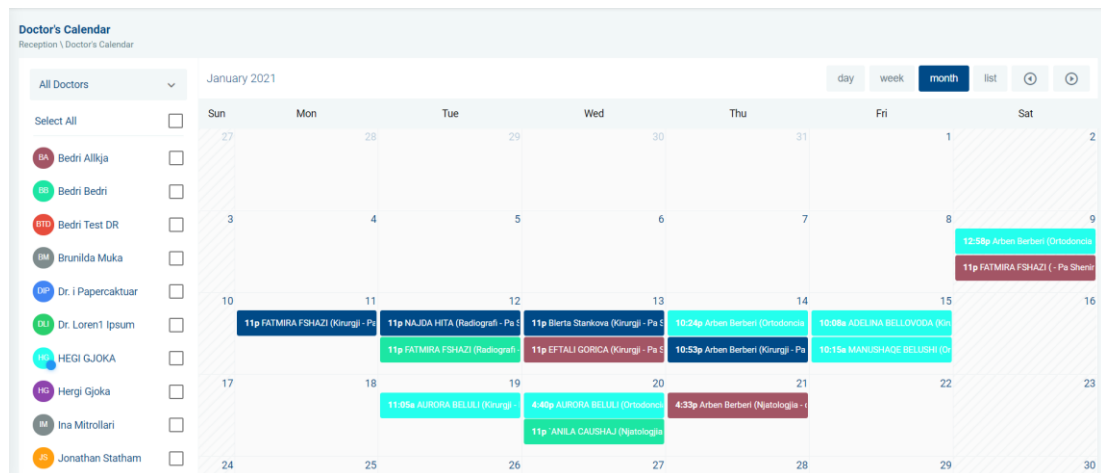 Doctor's Calendar
Reception \ Doctor's Calendar
All Doctors
Select All
BA Bedri Allkja
BB Bedri Bedri
BTD Bedri Test DR
BM Brunilda Muka
DIP Dr. i Papercaktuar
DLI Dr. Loren1 Ipsum
HG HEGI GJOKA
HG Hergi Gjoka
IM Ina Mitrollari
JS Jonathan Statham
January 2021
day week month list
Sun Mon Tue Wed Thu Fri Sat
27 28 29 30 31 1 2
3 4 5 6 7 8 9
12:58p Arben Berberi (Ortodoncia
11p FATMIRA FSHAZI ( - Pa Shenir
10 11 12 13 14 15 16
11p FATMIRA FSHAZI (Kirurgji - Pa
11p NAJDA HITA (Radiografi - Pa S
11p Blerta Stankova (Kirurgji - Pa S
10:24p Arben Berberi (Ortodoncia
10:08a ADELINA BELLOVODA (Kin
11p FATMIRA FSHAZI (Radiografi -
11p EFTALI GORICA (Kirurgji - Pa S
10:53p Arben Berberi (Kirurgji - Pa
10:15a MANUSHAQE BELUSHI (Or
17 18 19 20 21 22 23
11:05a AURORA BELULI (Kirurgji -
4:40p AURORA BELULI (Ortodonci
4:33p Arben Berberi (Njatologjia - c
11p `ANILA CAUSHAJ (Njatologjia
24 25 26 27 28 29 30